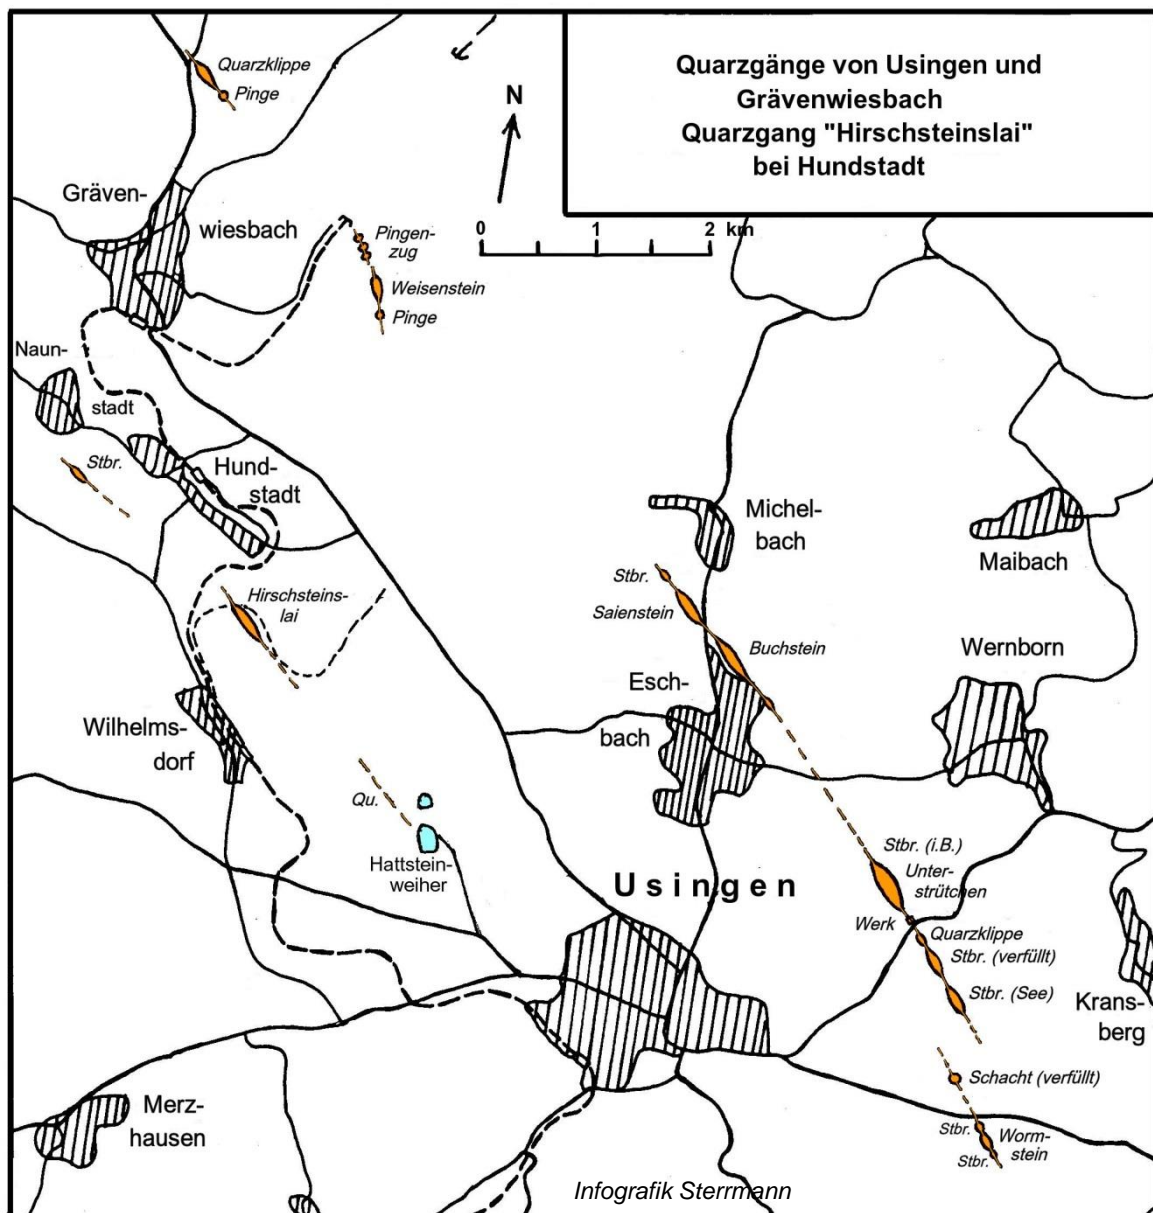 Quarzgänge von Usingen und
Grävenwiesbach
Quarzgang "Hirschsteinslai"
bei Hundstadt
Quarzklippe
Pinge
N
0 1 2 km
Gräven-
wiesbach
Pingen-
zug
Weisenstein
Pinge
Naun-
stadt
Stbr.
Hund-
stadt
Michel-
bach
Maibach
Hirschsteins-
lai
Stbr.
Saienstein
Buchstein
Wernborn
Esch-
bach
Wilhelms-
dorf
Qu.
Hattstein-
weiher
Usingen
Stbr. (i.B.)
Unter-
strütchen
Werk
Quarzklippe
Stbr. (verfüllt)
Stbr. (See)
Krans-
berg
Schacht (verfüllt)
Merz-
hausen
Stbr.
Worm-
stein
Stbr.
Infografik Sterrmann